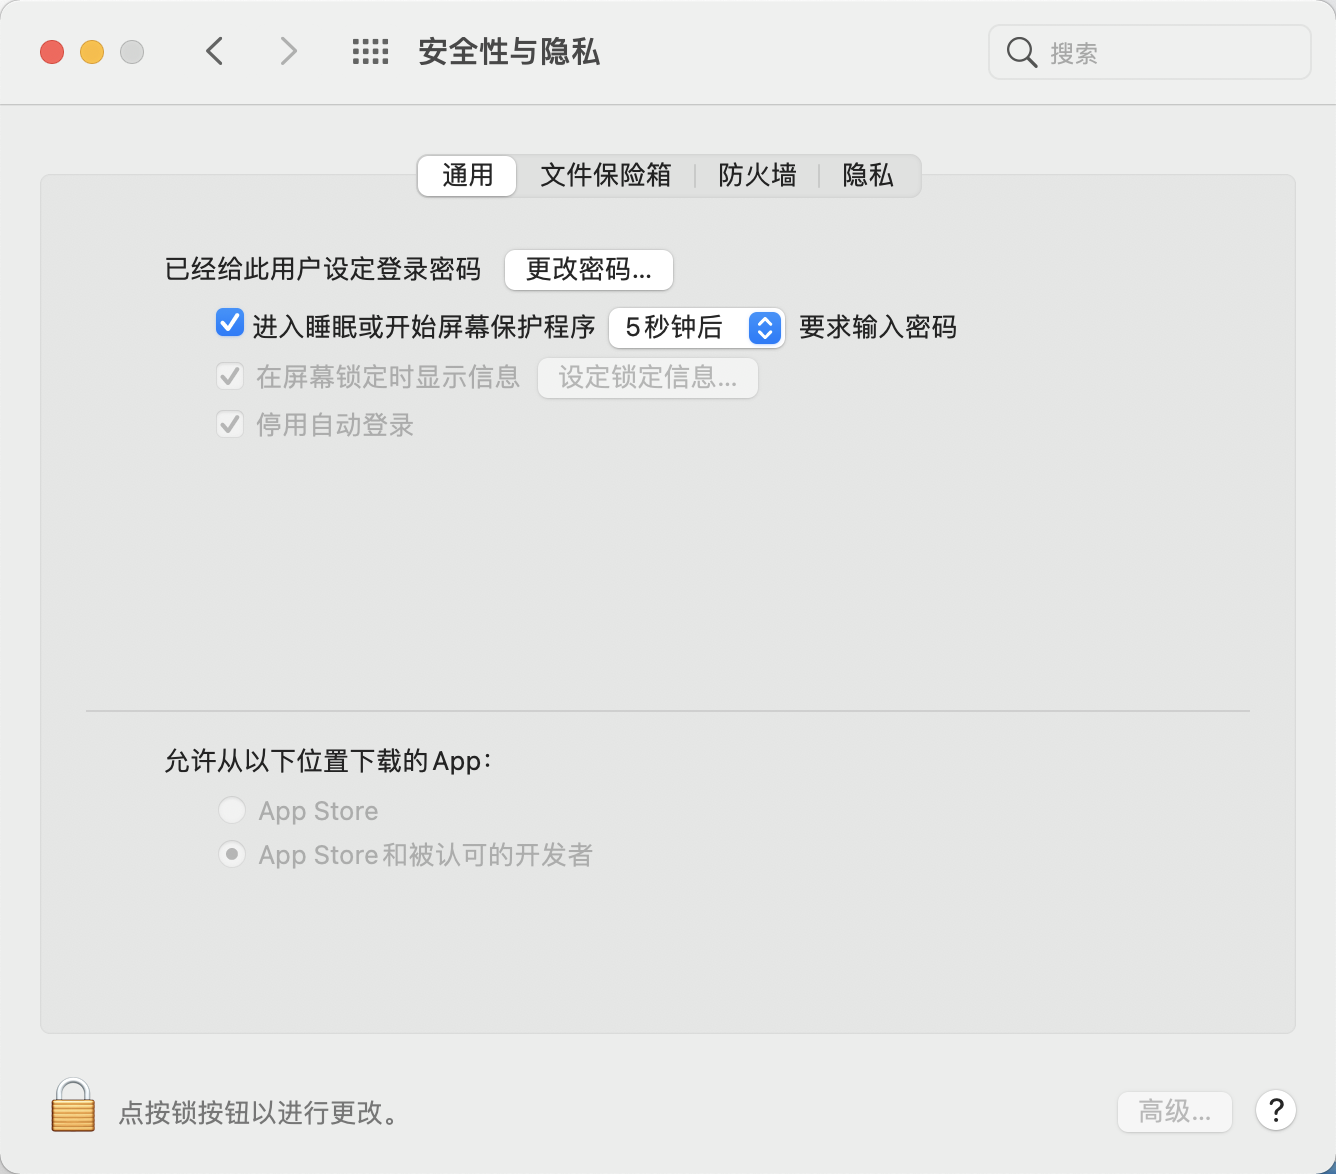 安全性与隐私
搜索
通用 文件保险箱 防火墙 隐私
已经给此用户设定登录密码 更改密码...
进入睡眠或开始屏幕保护程序 5秒钟后 要求输入密码
在屏幕锁定时显示信息 设定锁定信息...
停用自动登录
允许从以下位置下载的App：
App Store
App Store和被认可的开发者
点按锁按钮以进行更改。
高级... ?